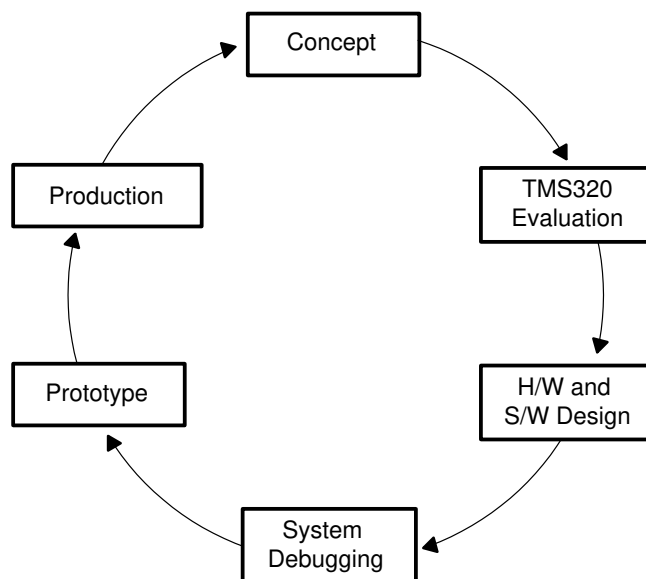 Concept
TMS320
Evaluation
H/W and
S/W Design
System
Debugging
Prototype
Production